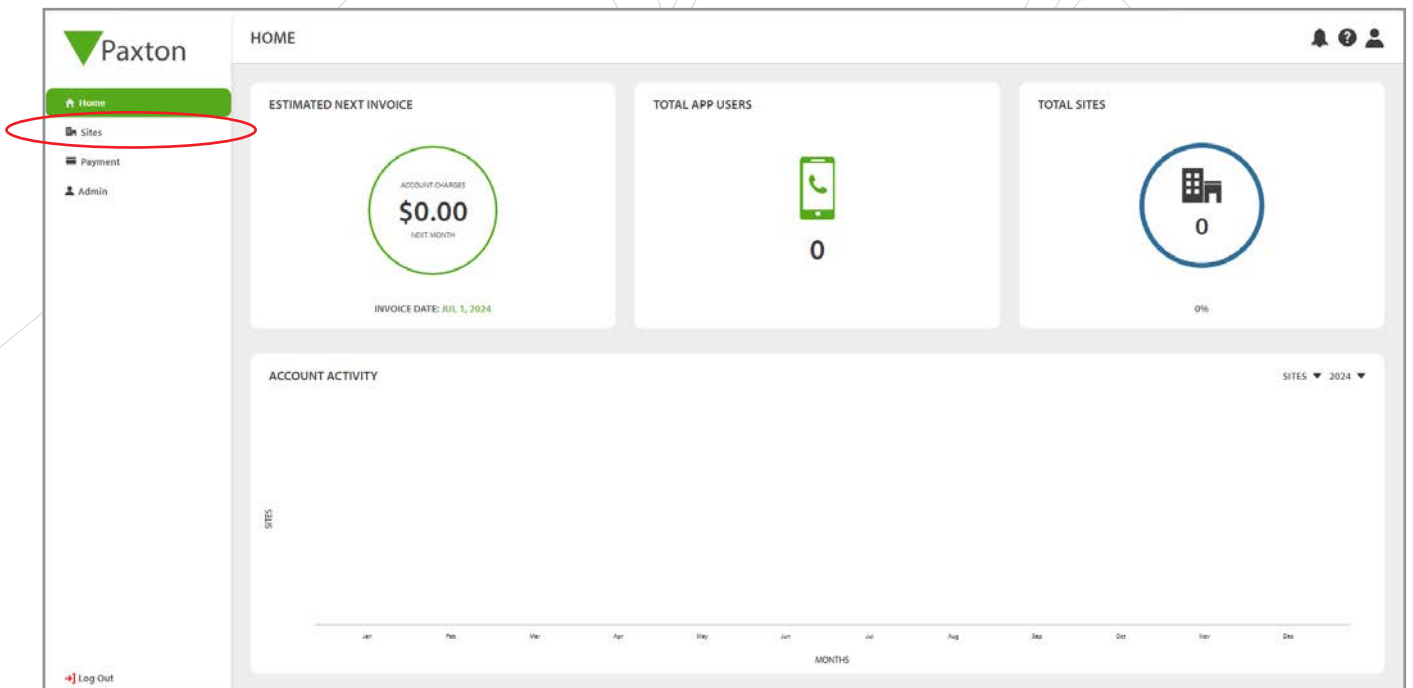 Paxton
HOME
Home
Sites
Payment
Admin
Log Out
ESTIMATED NEXT INVOICE
ACCOUNT CHARGES
$0.00
NEXT MONTH
INVOICE DATE: JUL 1, 2024
TOTAL APP USERS
0
TOTAL SITES
0
0%
ACCOUNT ACTIVITY
SITES 2024
SITES
Jan Feb Mar Apr May Jun Jul Aug Sep Oct Nov Dec
MONTHS